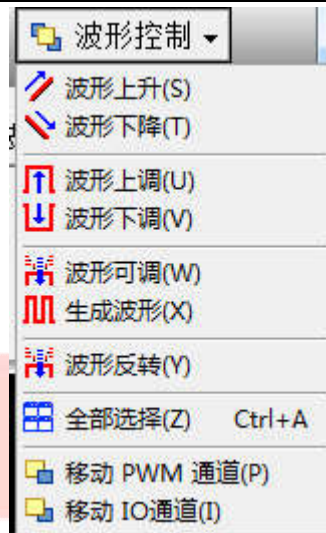 波形控制
波形上升(S)
波形下降(T)
波形上调(U)
波形下调(V)
波形可调(W)
生成波形(X)
波形反转(Y)
全部选择(Z) Ctrl+A
移动 PWM 通道(P)
移动 IO通道(I)